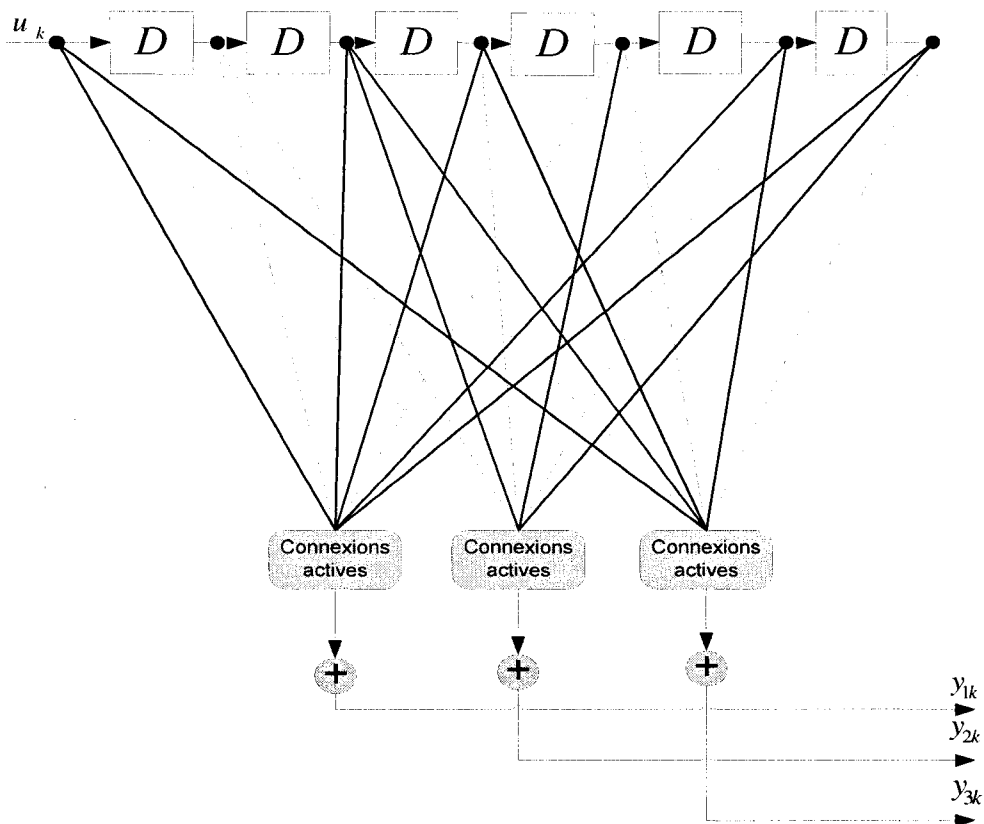 u k
D D D D D D
Connexions
actives
Connexions
actives
Connexions
actives
+ + +
y1k
y2k
y3k